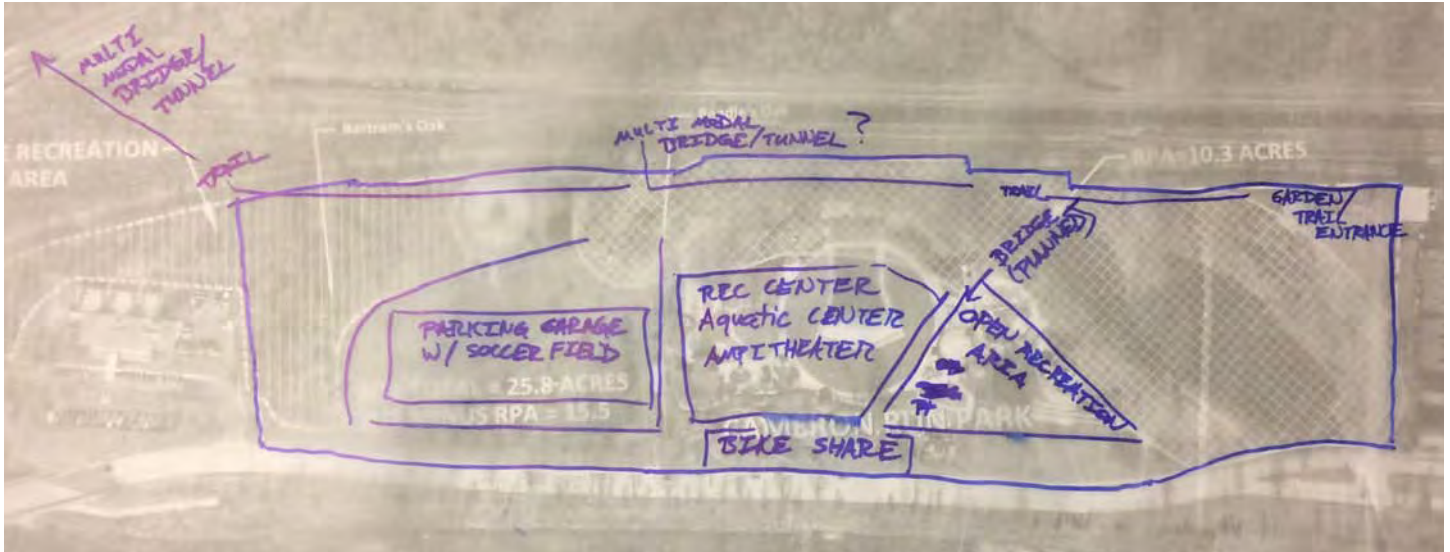 MULTI
MODAL
BRIDGE/
TUNNEL
Bartram's Oak
RECREATION
AREA
TRAIL
MULTI MODAL
BRIDGE/TUNNEL ?
RPA=10.3 ACRES
TRAIL
GARDEN/
TRAIL
ENTRANCE
BRIDGE
(PLANNED)
REC CENTER
Aquatic CENTER
AMPITHEATER
PARKING GARAGE
W/ SOCCER FIELD
= 25.8 ACRES
RPA = 15.5
OPEN RECREATION
AREA
CAMERON RUN PARK
BIKE SHARE